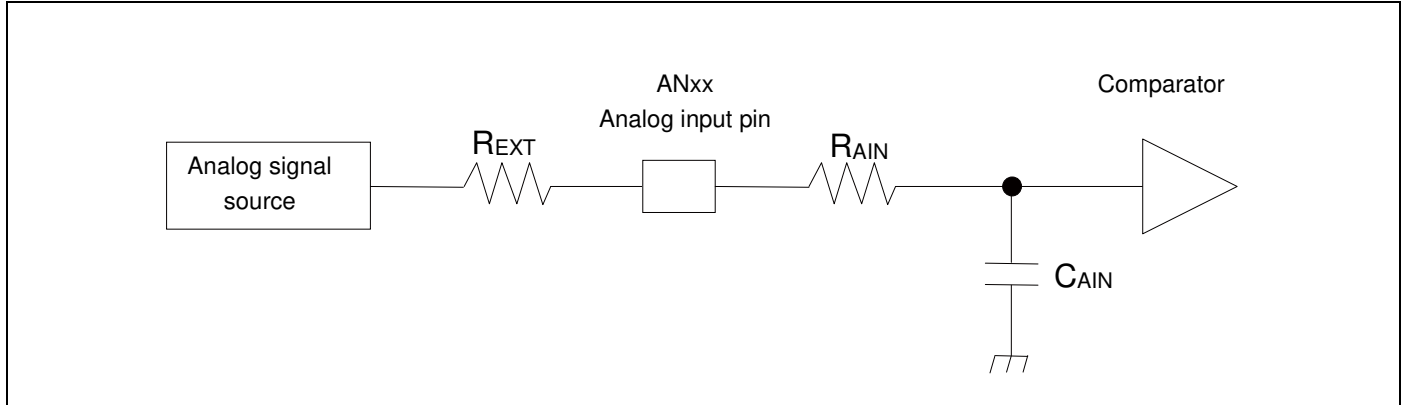 ANxx
Analog input pin
Comparator
Analog signal
source
REXT
RAIN
CAIN